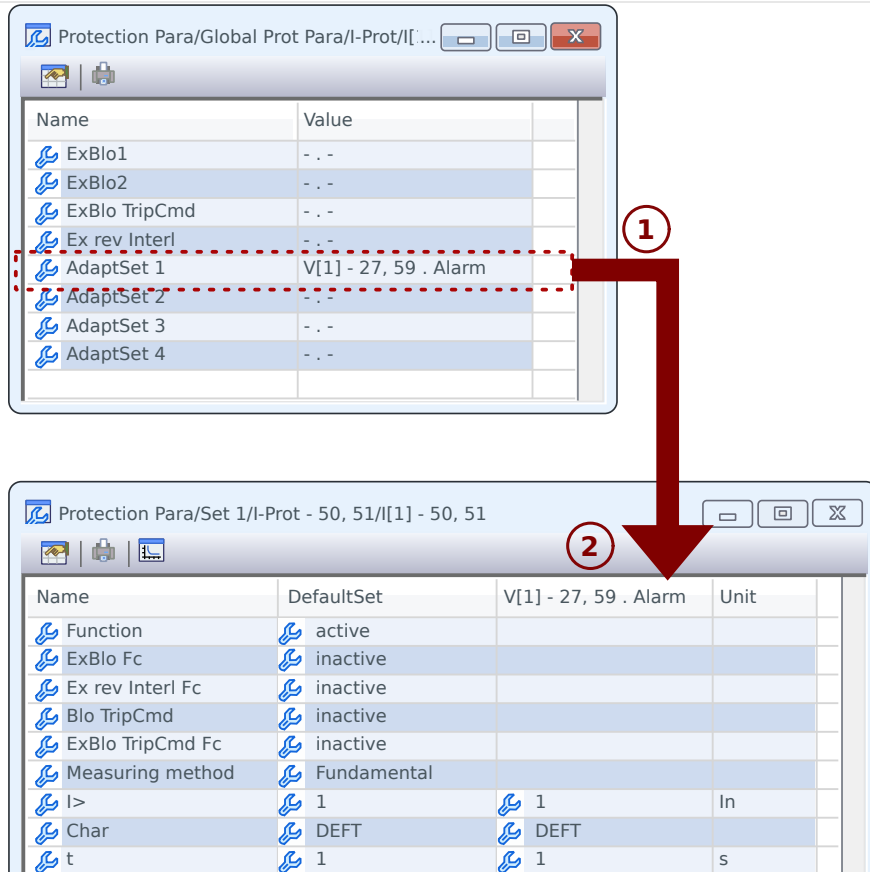 Protection Para/Global Prot Para/I-Prot/I[ ...
Name Value
ExBlo1 - . -
ExBlo2 - . -
ExBlo TripCmd - . -
Ex rev Interl - . -
AdaptSet 1 V[1] - 27, 59 . Alarm
AdaptSet 2 - . -
AdaptSet 3 - . -
AdaptSet 4 - . -
1
Protection Para/Set 1/I-Prot - 50, 51/I[1] - 50, 51
2
Name DefaultSet V[1] - 27, 59 . Alarm Unit
Function active
ExBlo Fc inactive
Ex rev Interl Fc inactive
Blo TripCmd inactive
ExBlo TripCmd Fc inactive
Measuring method Fundamental
I> 1 1 In
Char DEFT DEFT
t 1 1 s